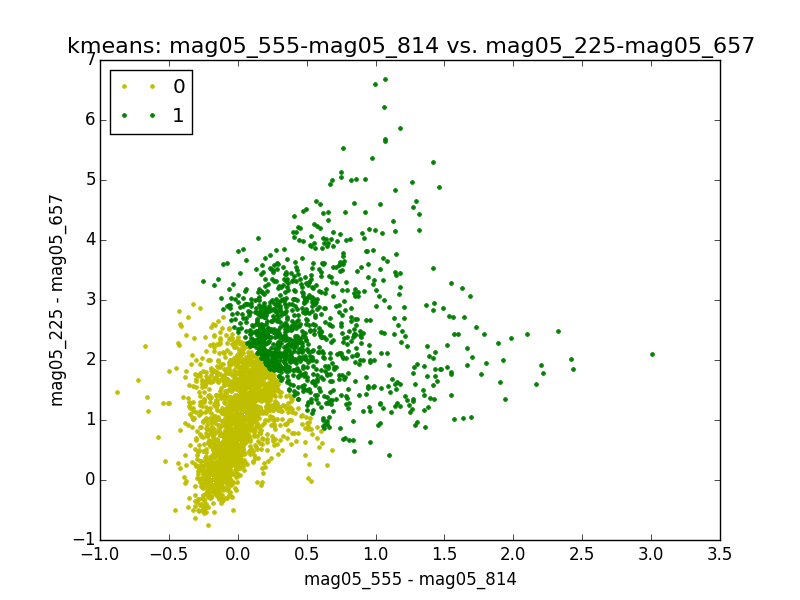 kmeans: mag05_555-mag05_814 vs. mag05_225-mag05_657
0
1
7
6
5
4
3
2
1
0
−1
mag05_225 - mag05_657
−1.0 −0.5 0.0 0.5 1.0 1.5 2.0 2.5 3.0 3.5
mag05_555 - mag05_814